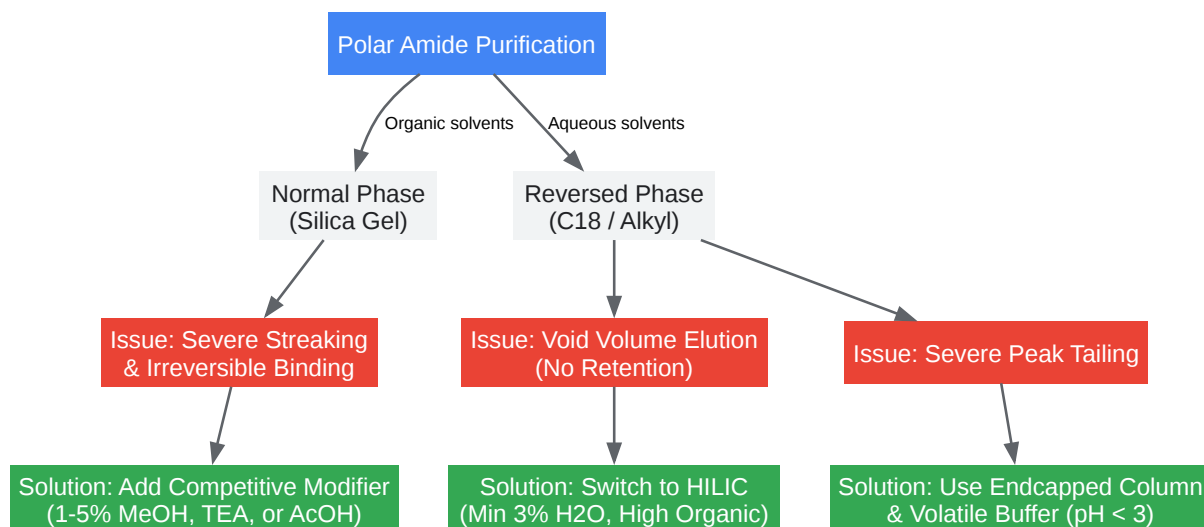 Polar Amide Purification
Organic solvents
Aqueous solvents
Normal Phase
(Silica Gel)
Reversed Phase
(C18 / Alkyl)
Issue: Severe Streaking
& Irreversible Binding
Issue: Void Volume Elution
(No Retention)
Issue: Severe Peak Tailing
Solution: Add Competitive Modifier
(1-5% MeOH, TEA, or AcOH)
Solution: Switch to HILIC
(Min 3% H2O, High Organic)
Solution: Use Endcapped Column
& Volatile Buffer (pH < 3)